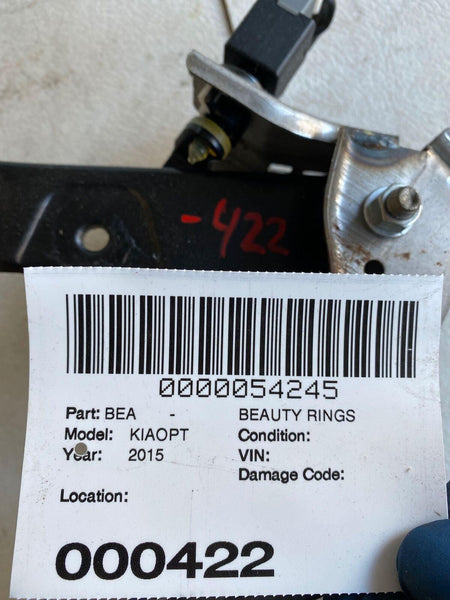 -422
0000054245
Part: BEA - BEAUTY RINGS
Model: KIAOPT Condition:
Year: 2015 VIN:
Damage Code:
Location:
000422